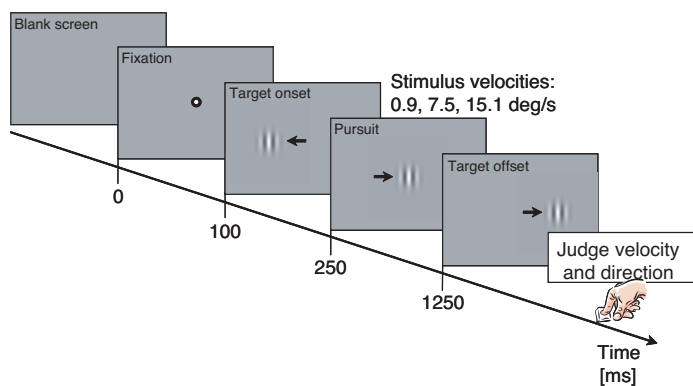 Blank screen
Fixation
Target onset
Stimulus velocities:
0.9, 7.5, 15.1 deg/s
Pursuit
Target offset
0
100
250
1250
Judge velocity
and direction
Time
[ms]